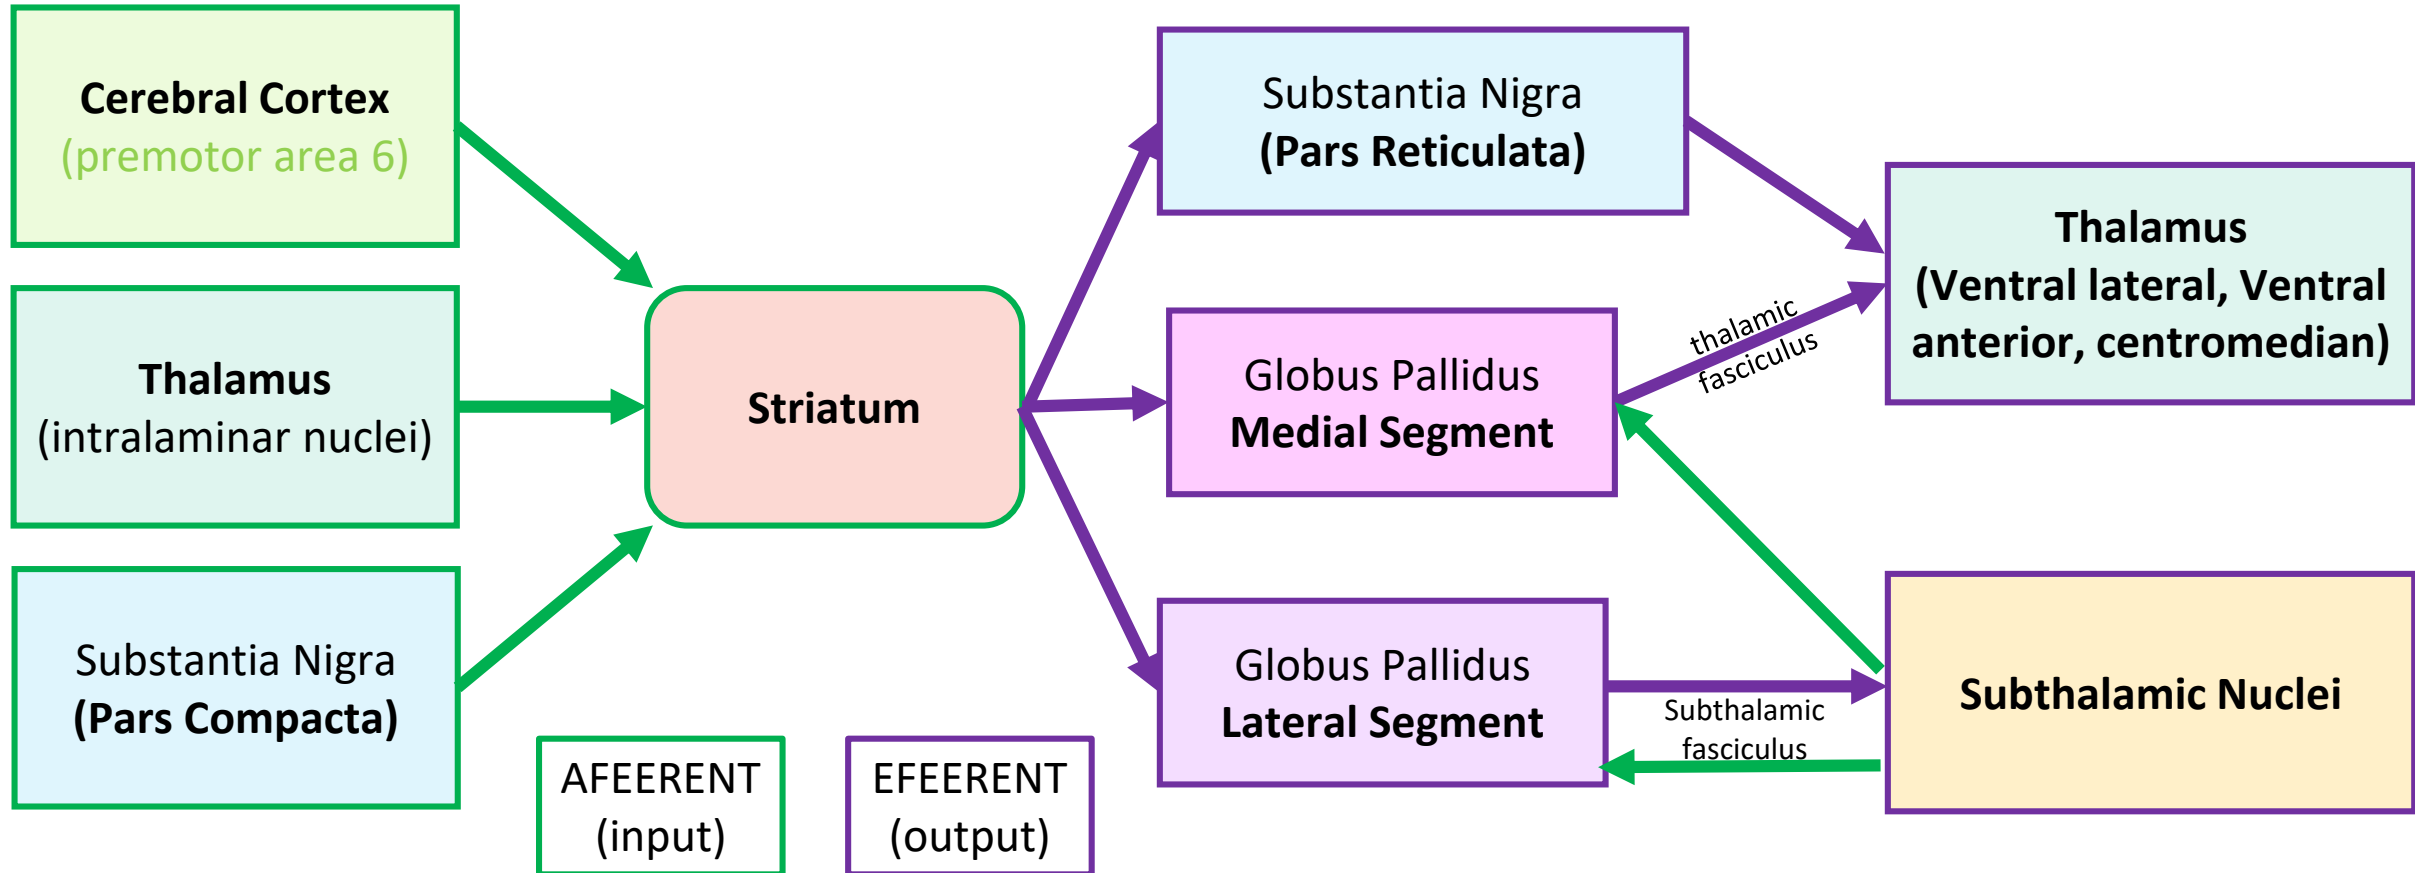 Cerebral Cortex
(premotor area 6)
Thalamus
(intralaminar nuclei)
Substantia Nigra
(Pars Compacta)
AFEERENT
(input)
EFEERENT
(output)
Striatum
Substantia Nigra
(Pars Reticulata)
Globus Pallidus
Medial Segment
Globus Pallidus
Lateral Segment
thalamic
fasciculus
Subthalamic
fasciculus
Thalamus
(Ventral lateral, Ventral
anterior, centromedian)
Subthalamic Nuclei